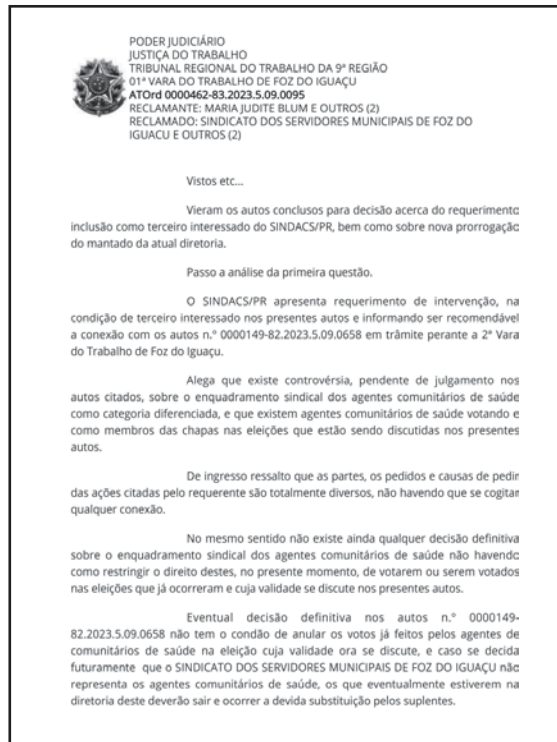 PODER JUDICIÁRIO
JUSTIÇA DO TRABALHO
TRIBUNAL REGIONAL DO TRABALHO DA 9ª REGIÃO
01ª VARA DO TRABALHO DE FOZ DO IGUAÇU
ATOrd 0000462-83.2023.5.09.0095
RECLAMANTE: MARIA JUDITE BLUM E OUTROS (2)
RECLAMADO: SINDICATO DOS SERVIDORES MUNICIPAIS DE FOZ DO
IGUACU E OUTROS (2)
Vistos etc...
Vieram os autos conclusos para decisão acerca do requerimento
inclusão como terceiro interessado do SINDACS/PR, bem como sobre nova prorrogação
do mantado da atual diretoria.
Passo a análise da primeira questão.
O SINDACS/PR apresenta requerimento de intervenção, na
condição de terceiro interessado nos presentes autos e informando ser recomendável
a conexão com os autos n.º 0000149-82.2023.5.09.0658 em trâmite perante a 2ª Vara
do Trabalho de Foz do Iguaçu.
Alega que existe controvérsia, pendente de julgamento nos
autos citados, sobre o enquadramento sindical dos agentes comunitários de saúde
como categoria diferenciada, e que existem agentes comunitários de saúde votando e
como membros das chapas nas eleições que estão sendo discutidas nos presentes
autos.
De ingresso ressalto que as partes, os pedidos e causas de pedir
das ações citadas pelo requerente são totalmente diversos, não havendo que se cogitar
qualquer conexão.
No mesmo sentido não existe ainda qualquer decisão definitiva
sobre o enquadramento sindical dos agentes comunitários de saúde não havendo
como restringir o direito destes, no presente momento, de votarem ou serem votados
nas eleições que já ocorreram e cuja validade se discute nos presentes autos.
Eventual decisão definitiva nos autos n.º 0000149-
82.2023.5.09.0658 não tem o condão de anular os votos já feitos pelos agentes de
comunitários de saúde na eleição cuja validade ora se discute, e caso se decida
futuramente que o SINDICATO DOS SERVIDORES MUNICIPAIS DE FOZ DO IGUAÇU não
representa os agentes comunitários de saúde, os que eventualmente estiverem na
diretoria deste deverão sair e ocorrer a devida substituição pelos suplentes.